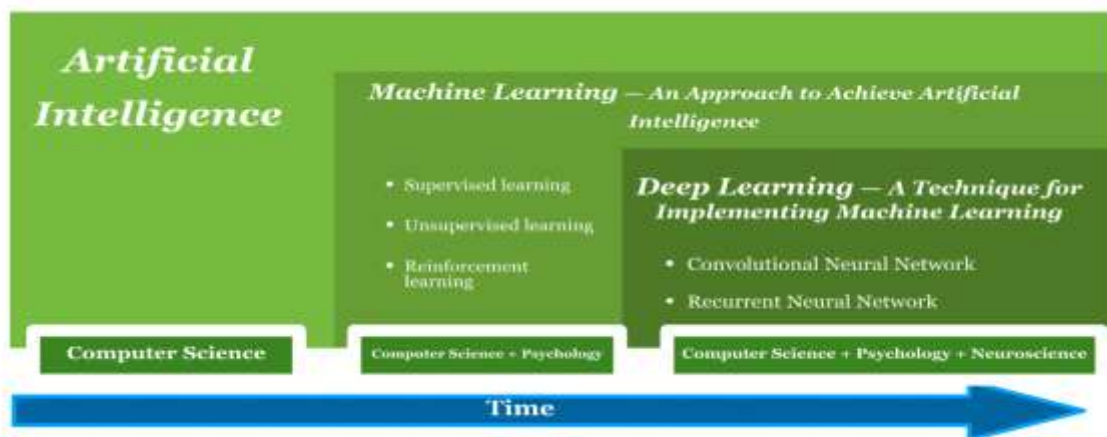 Artificial
Intelligence
Machine Learning — An Approach to Achieve Artificial
Intelligence
• Supervised learning
• Unsupervised learning
• Reinforcement
learning
Deep Learning — A Technique for
Implementing Machine Learning
• Convolutional Neural Network
• Recurrent Neural Network
Computer Science
Computer Science + Psychology
Computer Science + Psychology + Neuroscience
Time